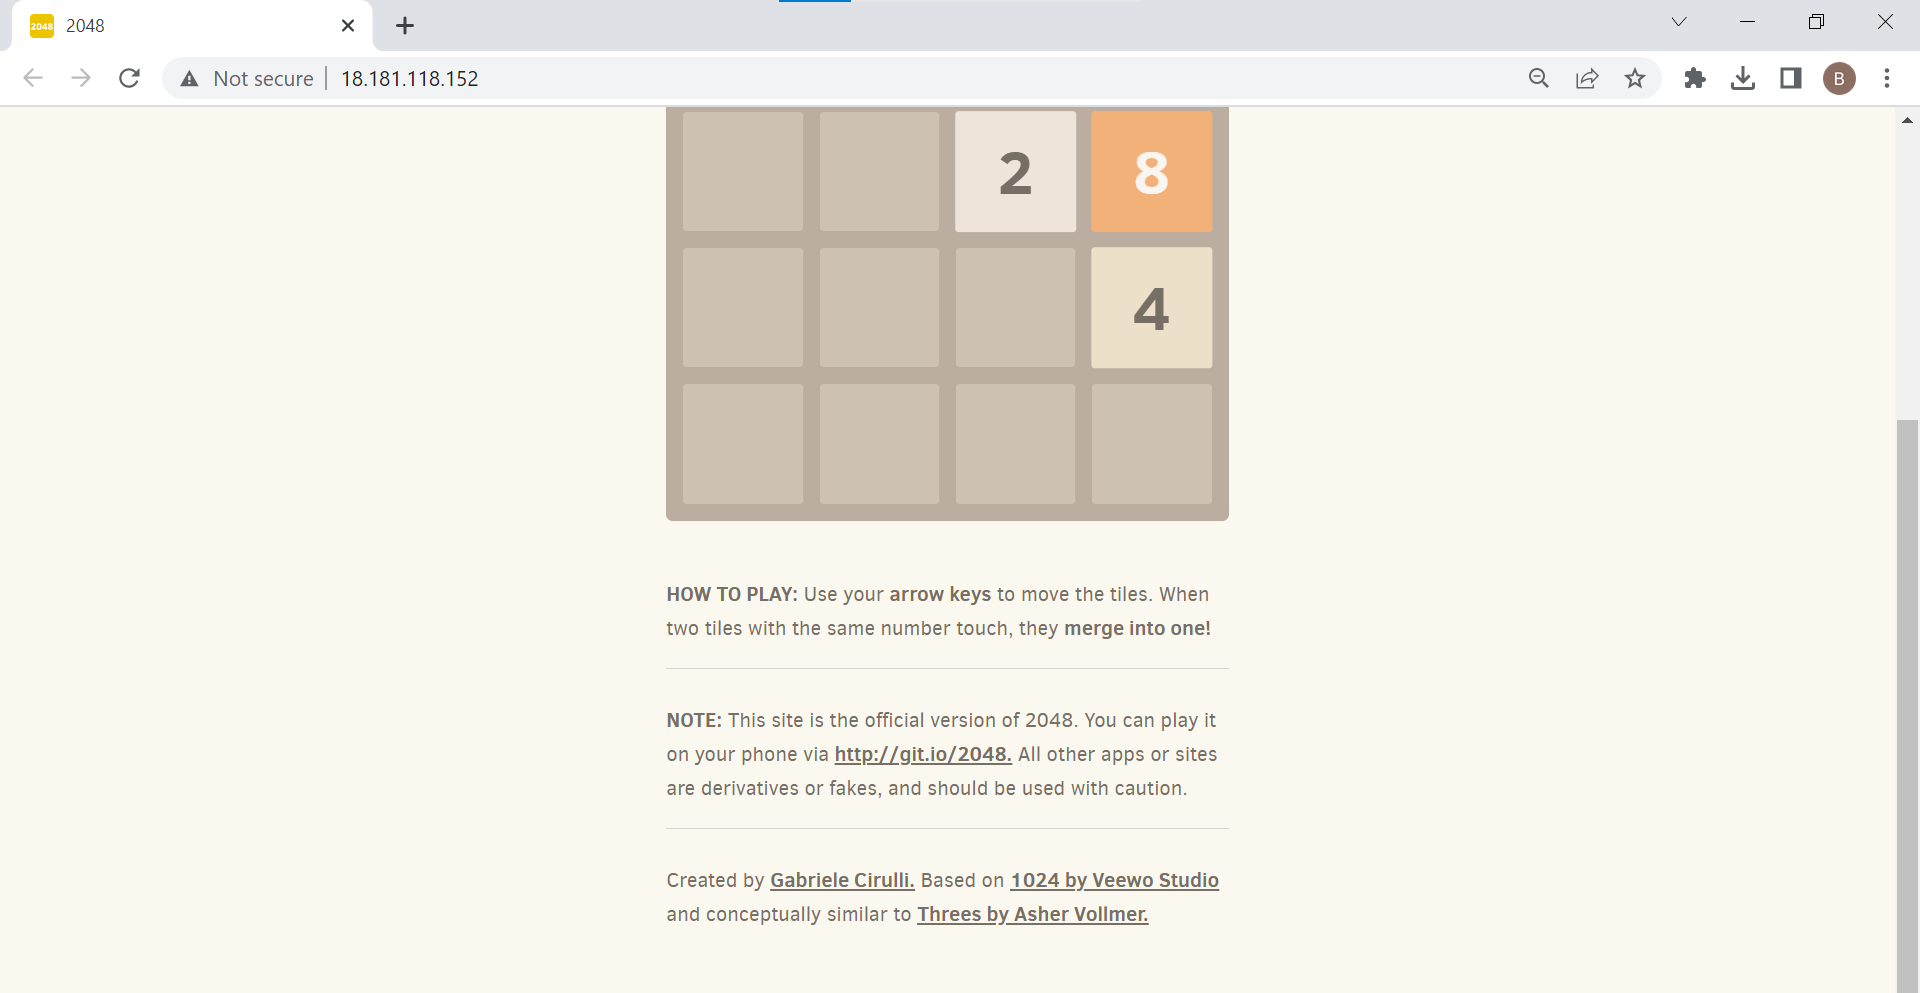 2048
2048
Not secure 18.181.118.152
B
2 8
4
HOW TO PLAY: Use your arrow keys to move the tiles. When
two tiles with the same number touch, they merge into one!
NOTE: This site is the official version of 2048. You can play it
on your phone via http://git.io/2048. All other apps or sites
are derivatives or fakes, and should be used with caution.
Created by Gabriele Cirulli. Based on 1024 by Veewo Studio
and conceptually similar to Threes by Asher Vollmer.